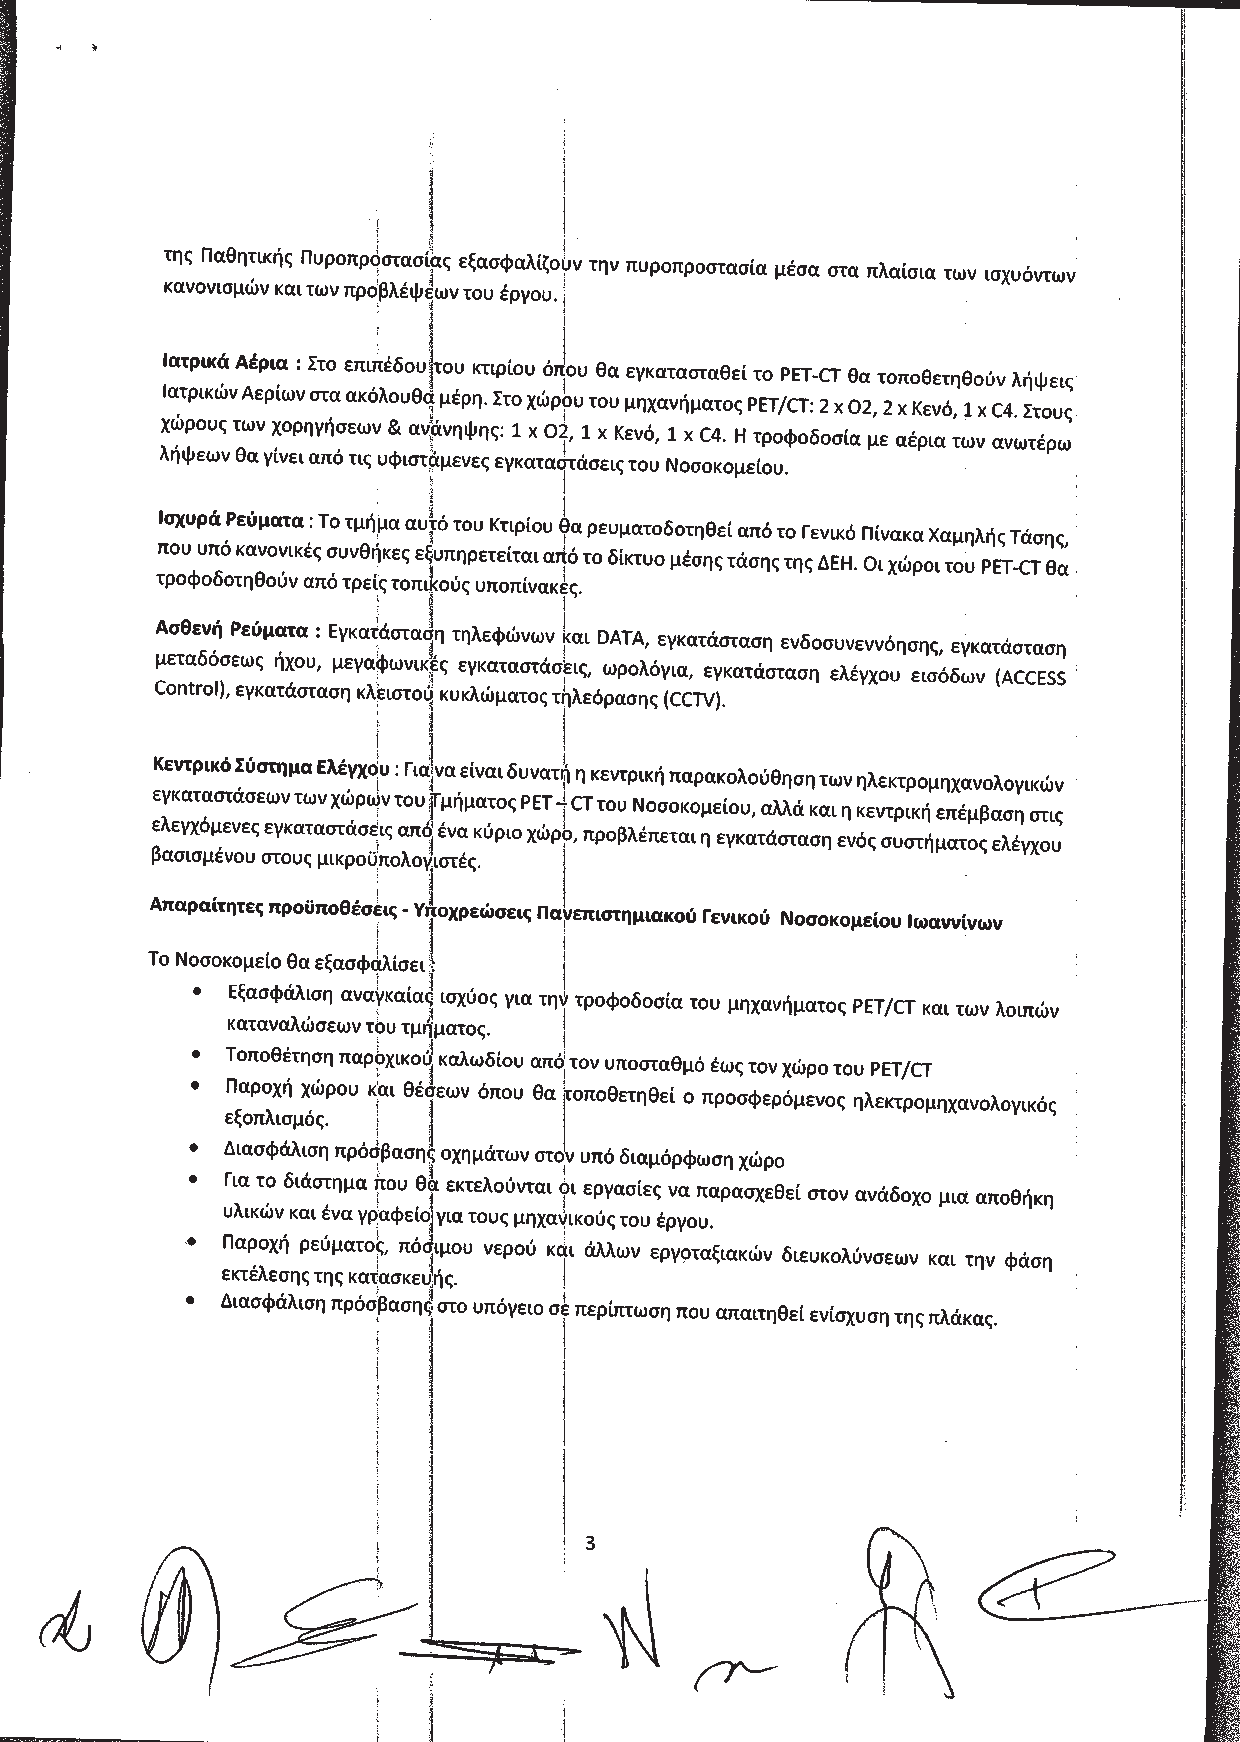 της Παθητικής Πυροπρόστασίας εξασφαλίζουν την πυροπροστασία μέσα στα πλαίσια των ισχυόντων
κανονισμών και των προβλέψεων του έργου.
Ιατρικά Αέρια : Στο επιπέδου του κτιρίου όπου θα εγκατασταθεί το PET-CT θα τοποθετηθούν λήψεις
Ιατρικών Αερίων στα ακόλουθα μέρη. Στο χώρου του μηχανήματος PET/CT: 2 x O2, 2 x Κενό, 1 x C4. Στους
χώρους των χορηγήσεων & ανάνηψης: 1 x O2, 1 x Κενό, 1 x C4. Η τροφοδοσία με αέρια των ανωτέρω
λήψεων θα γίνει από τις υφιστάμενες εγκαταστάσεις του Νοσοκομείου.
Ισχυρά Ρεύματα : Το τμήμα αυτό του Κτιρίου θα ρευματοδοτηθεί από το Γενικό Πίνακα Χαμηλής Τάσης,
που υπό κανονικές συνθήκες εξυπηρετείται από το δίκτυο μέσης τάσης της ΔΕΗ. Οι χώροι του PET-CT θα
τροφοδοτηθούν από τρείς τοπικούς υποπίνακες.
Ασθενή Ρεύματα : Εγκατάσταση τηλεφώνων και DATA, εγκατάσταση ενδοσυνεννόησης, εγκατάσταση
μεταδόσεως ήχου, μεγαφωνικές εγκαταστάσεις, ωρολόγια, εγκατάσταση ελέγχου εισόδων (ACCESS
Control), εγκατάσταση κλειστού κυκλώματος τηλεόρασης (CCTV).
Κεντρικό Σύστημα Ελέγχου : Για να είναι δυνατή η κεντρική παρακολούθηση των ηλεκτρομηχανολογικών
εγκαταστάσεων των χώρων του Τμήματος PET – CT του Νοσοκομείου, αλλά και η κεντρική επέμβαση στις
ελεγχόμενες εγκαταστάσεις από ένα κύριο χώρο, προβλέπεται η εγκατάσταση ενός συστήματος ελέγχου
βασισμένου στους μικροϋπολογιστές.
Απαραίτητες προϋποθέσεις - Υποχρεώσεις Πανεπιστημιακού Γενικού Νοσοκομείου Ιωαννίνων
Το Νοσοκομείο θα εξασφαλίσει :
• Εξασφάλιση αναγκαίας ισχύος για την τροφοδοσία του μηχανήματος PET/CT και των λοιπών
καταναλώσεων του τμήματος.
• Τοποθέτηση παροχικού καλωδίου από τον υποσταθμό έως τον χώρο του PET/CT
• Παροχή χώρου και θέσεων όπου θα τοποθετηθεί ο προσφερόμενος ηλεκτρομηχανολογικός
εξοπλισμός.
• Διασφάλιση πρόσβασης οχημάτων στον υπό διαμόρφωση χώρο
• Για το διάστημα που θα εκτελούνται οι εργασίες να παρασχεθεί στον ανάδοχο μια αποθήκη
υλικών και ένα γραφείο για τους μηχανικούς του έργου.
• Παροχή ρεύματος, πόσιμου νερού και άλλων εργοταξιακών διευκολύνσεων και την φάση
εκτέλεσης της κατασκευής.
• Διασφάλιση πρόσβασης στο υπόγειο σε περίπτωση που απαιτηθεί ενίσχυση της πλάκας.
3